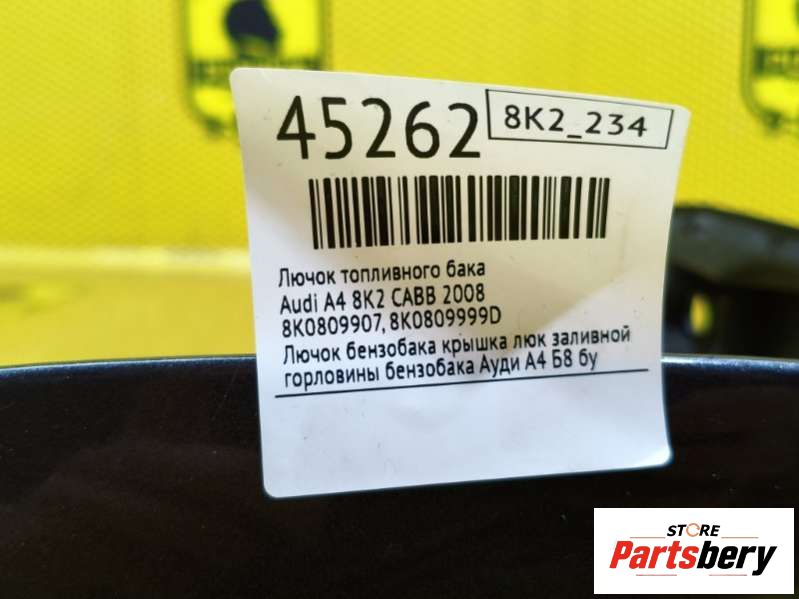 45262
8K2_234
Лючок топливного бака
Audi A4 8K2 CABB 2008
8K0809907, 8K0809999D
Лючок бензобака крышка люк заливной
горловины бензобака Ауди А4 Б8 бу
STORE
Partsbery